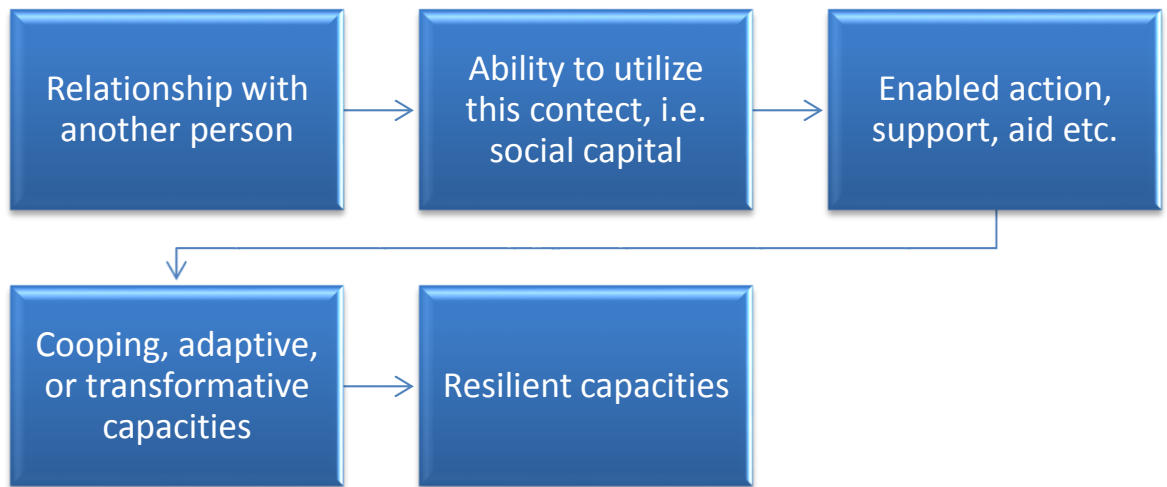 Relationship with
another person
Ability to utilize
this contect, i.e.
social capital
Enabled action,
support, aid etc.
Cooping, adaptive,
or transformative
capacities
Resilient capacities